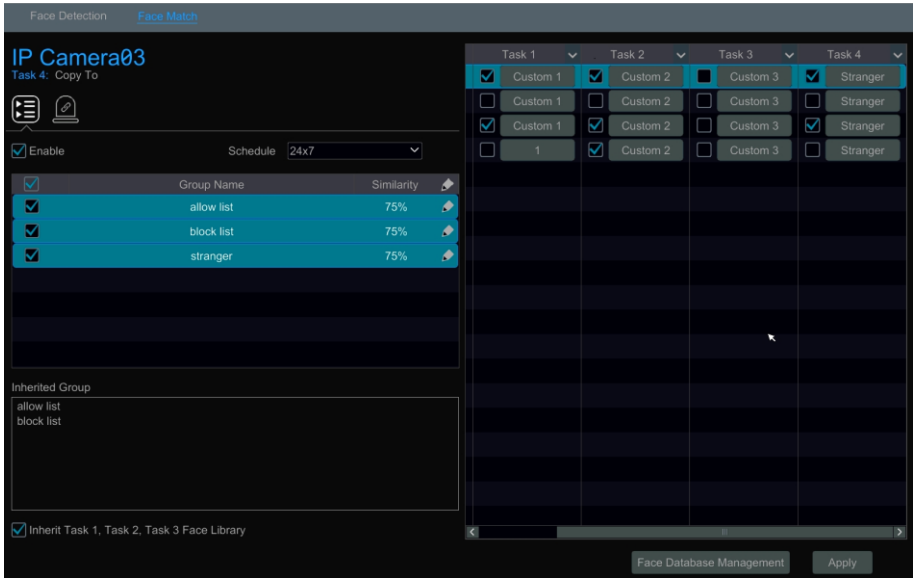 Face Detection Face Match
IP Camera03
Task 4: Copy To
Enable Schedule 24x7
Group Name Similarity
allow list 75%
block list 75%
stranger 75%
Inherited Group
allow list
block list
Inherit Task 1, Task 2, Task 3 Face Library
Task 1 Task 2 Task 3 Task 4
Custom 1 Custom 2 Custom 3 Stranger
Custom 1 Custom 2 Custom 3 Stranger
Custom 1 Custom 2 Custom 3 Stranger
1 Custom 2 Custom 3 Stranger
Face Database Management Apply